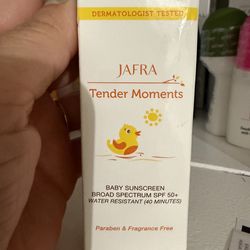 DERMATOLOGIST TESTED
JAFRA
Tender Moments
BABY SUNSCREEN
BROAD SPECTRUM SPF 50+
WATER RESISTANT (40 MINUTES)
Paraben & Fragrance Free